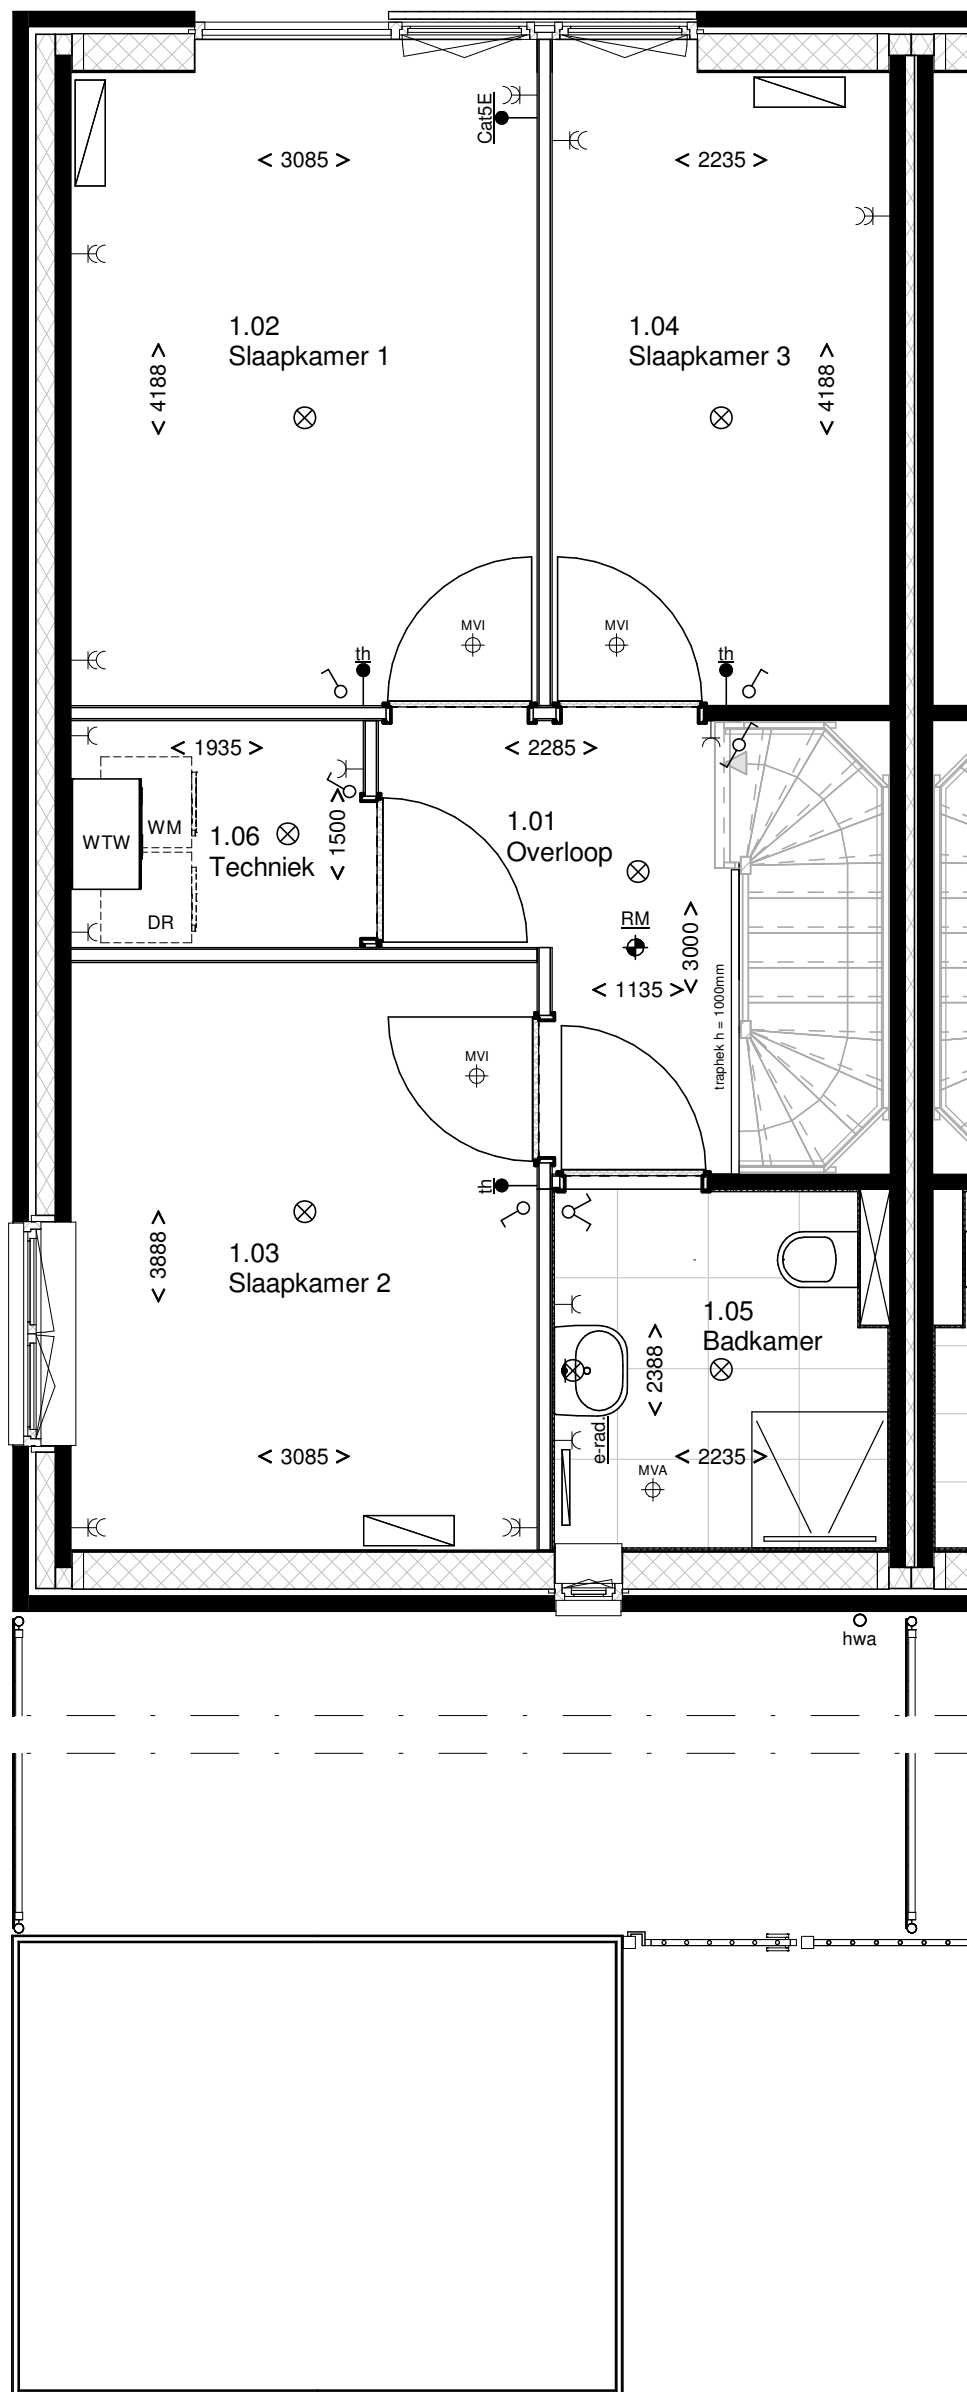 Cat5E
< 3085 >
< 2235 >
1.02
Slaapkamer 1
1.04
Slaapkamer 3
< 4188 >
< 4188 >
MVI
MVI
th
th
< 1935 >
< 2285 >
WTW
WM
1.06
Techniek
< 1500 >
1.01
Overloop
DR
RM
< 3000 >
< 1135 >
traphek h = 1000mm
MVI
th
< 3888 >
1.03
Slaapkamer 2
1.05
Badkamer
< 2388 >
e-rad.
< 3085 >
< 2235 >
MVA
hwa